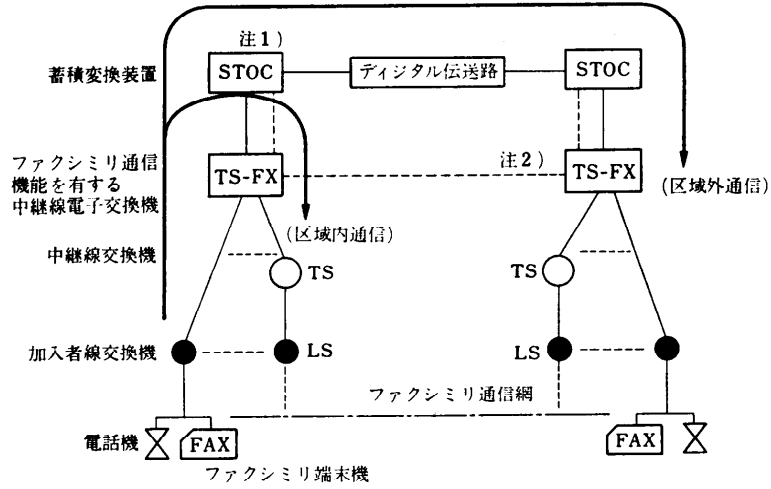 注1)
蓄積変換装置
STOC
ディジタル伝送路
STOC
ファクシミリ通信
機能を有する
中継線電子交換機
TS-FX
注2)
TS-FX
(区域外通信)
(区域内通信)
中継線交換機
TS
TS
加入者線交換機
LS
LS
ファクシミリ通信網
電話機
FAX
FAX
ファクシミリ端末機